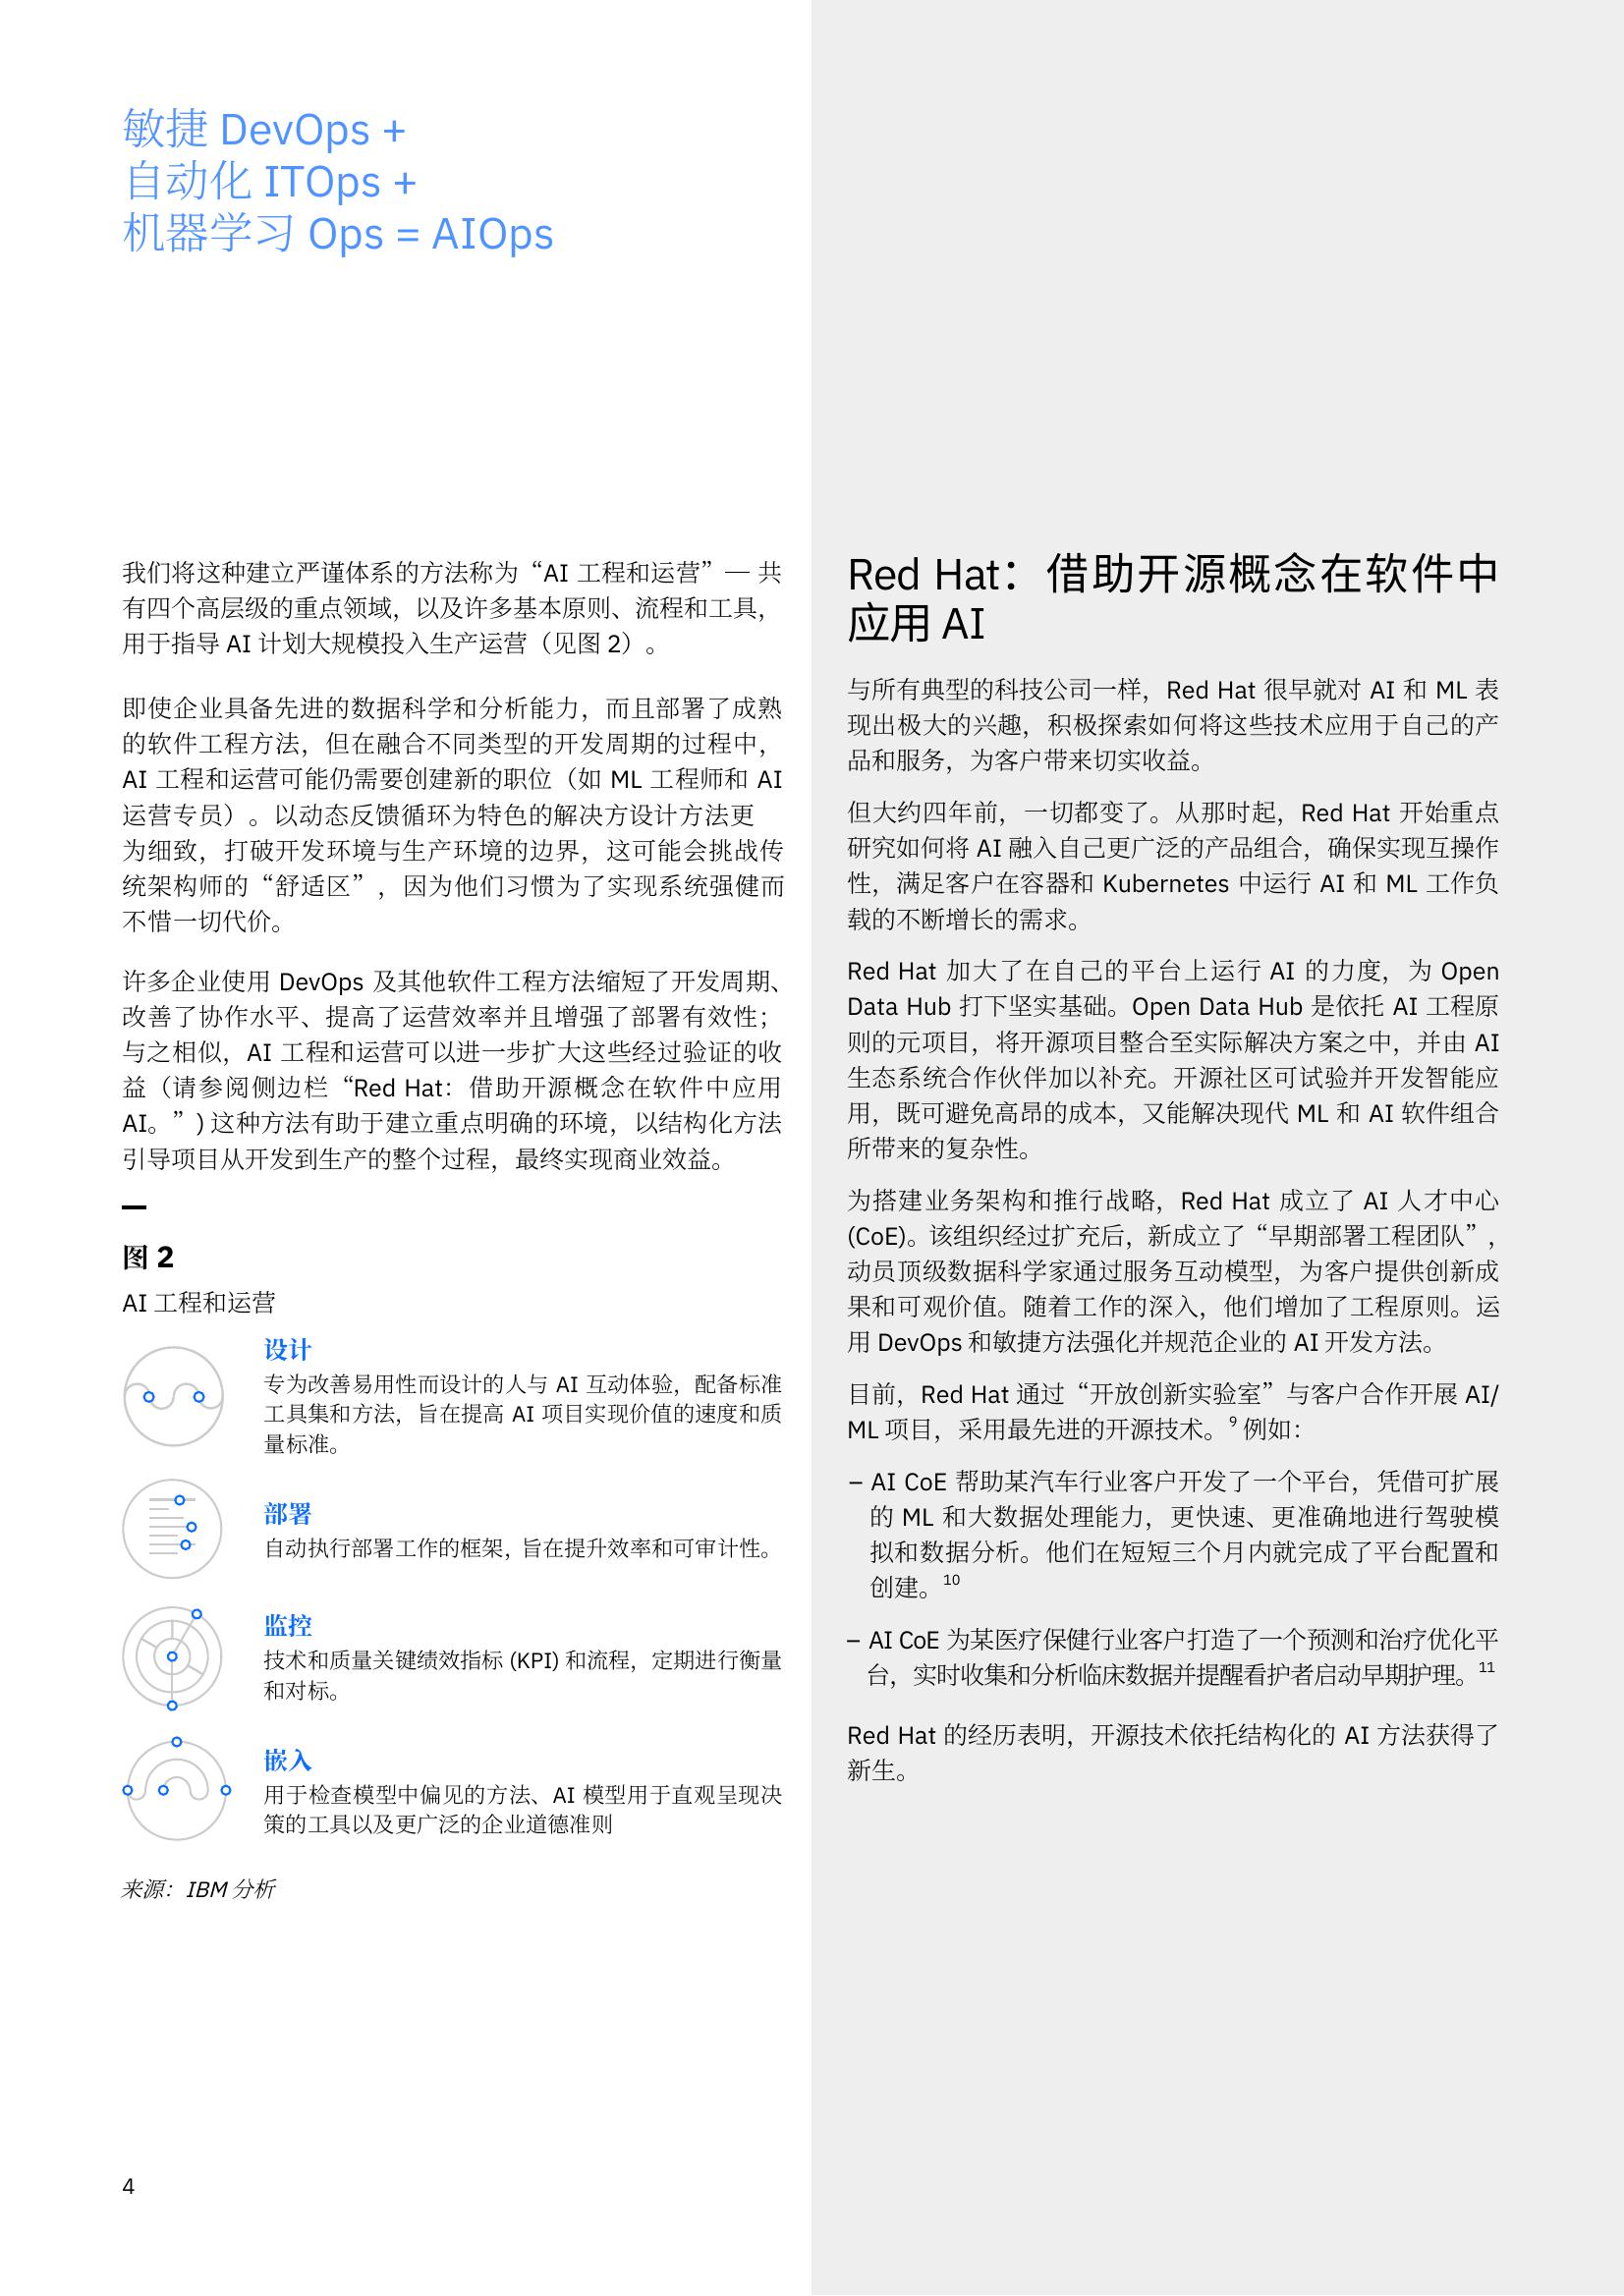 敏捷 DevOps +
自动化 ITOps +
机器学习 Ops = AIOps
我们将这种建立严谨体系的方法称为“AI 工程和运营”— 共
有四个高层级的重点领域，以及许多基本原则、流程和工具，
用于指导 AI 计划大规模投入生产运营（见图 2）。
即使企业具备先进的数据科学和分析能力，而且部署了成熟
的软件工程方法，但在融合不同类型的开发周期的过程中，
AI 工程和运营可能仍需要创建新的职位（如 ML 工程师和 AI
运营专员）。以动态反馈循环为特色的解决方设计方法更
为细致，打破开发环境与生产环境的边界，这可能会挑战传
统架构师的“舒适区”，因为他们习惯为了实现系统强健而
不惜一切代价。
许多企业使用 DevOps 及其他软件工程方法缩短了开发周期、
改善了协作水平、提高了运营效率并且增强了部署有效性；
与之相似，AI 工程和运营可以进一步扩大这些经过验证的收
益（请参阅侧边栏“Red Hat：借助开源概念在软件中应用
AI。”) 这种方法有助于建立重点明确的环境，以结构化方法
引导项目从开发到生产的整个过程，最终实现商业效益。
图 2
AI 工程和运营
设计
专为改善易用性而设计的人与 AI 互动体验，配备标准
工具集和方法，旨在提高 AI 项目实现价值的速度和质
量标准。
部署
自动执行部署工作的框架，旨在提升效率和可审计性。
监控
技术和质量关键绩效指标 (KPI) 和流程，定期进行衡量
和对标。
嵌入
用于检查模型中偏见的方法、AI 模型用于直观呈现决
策的工具以及更广泛的企业道德准则
来源：IBM 分析
4
Red Hat：借助开源概念在软件中
应用 AI
与所有典型的科技公司一样，Red Hat 很早就对 AI 和 ML 表
现出极大的兴趣，积极探索如何将这些技术应用于自己的产
品和服务，为客户带来切实收益。
但大约四年前，一切都变了。从那时起，Red Hat 开始重点
研究如何将 AI 融入自己更广泛的产品组合，确保实现互操作
性，满足客户在容器和 Kubernetes 中运行 AI 和 ML 工作负
载的不断增长的需求。
Red Hat 加大了在自己的平台上运行 AI 的力度，为 Open
Data Hub 打下坚实基础。Open Data Hub 是依托 AI 工程原
则的元项目，将开源项目整合至实际解决方案之中，并由 AI
生态系统合作伙伴加以补充。开源社区可试验并开发智能应
用，既可避免高昂的成本，又能解决现代 ML 和 AI 软件组合
所带来的复杂性。
为搭建业务架构和推行战略，Red Hat 成立了 AI 人才中心
(CoE)。该组织经过扩充后，新成立了“早期部署工程团队”，
动员顶级数据科学家通过服务互动模型，为客户提供创新成
果和可观价值。随着工作的深入，他们增加了工程原则。运
用 DevOps 和敏捷方法强化并规范企业的 AI 开发方法。
目前，Red Hat 通过“开放创新实验室”与客户合作开展 AI/
ML 项目，采用最先进的开源技术。⁹ 例如：
– AI CoE 帮助某汽车行业客户开发了一个平台，凭借可扩展
的 ML 和大数据处理能力，更快速、更准确地进行驾驶模
拟和数据分析。他们在短短三个月内就完成了平台配置和
创建。¹⁰
– AI CoE 为某医疗保健行业客户打造了一个预测和治疗优化平
台，实时收集和分析临床数据并提醒看护者启动早期护理。¹¹
Red Hat 的经历表明，开源技术依托结构化的 AI 方法获得了
新生。